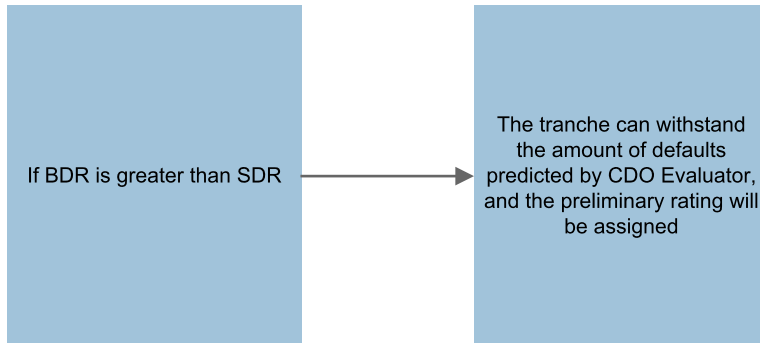 If BDR is greater than SDR
The tranche can withstand
the amount of defaults
predicted by CDO Evaluator,
and the preliminary rating will
be assigned